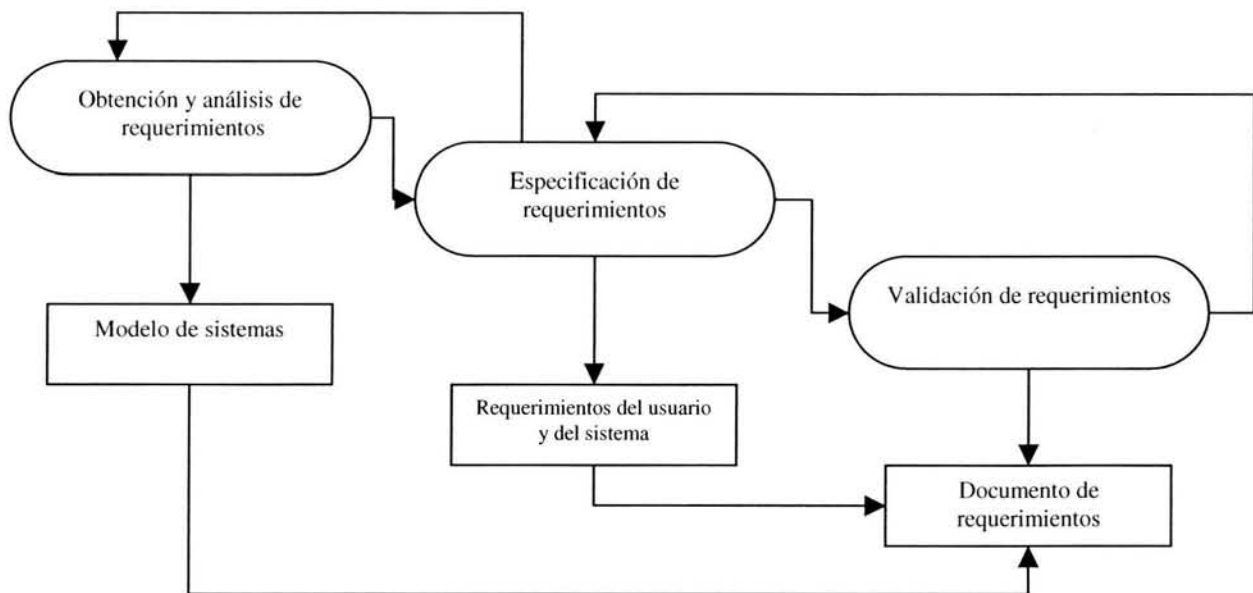 Obtención y análisis de
requerimientos
Especificación de
requerimientos
Validación de requerimientos
Modelo de sistemas
Requerimientos del usuario
y del sistema
Documento de
requerimientos